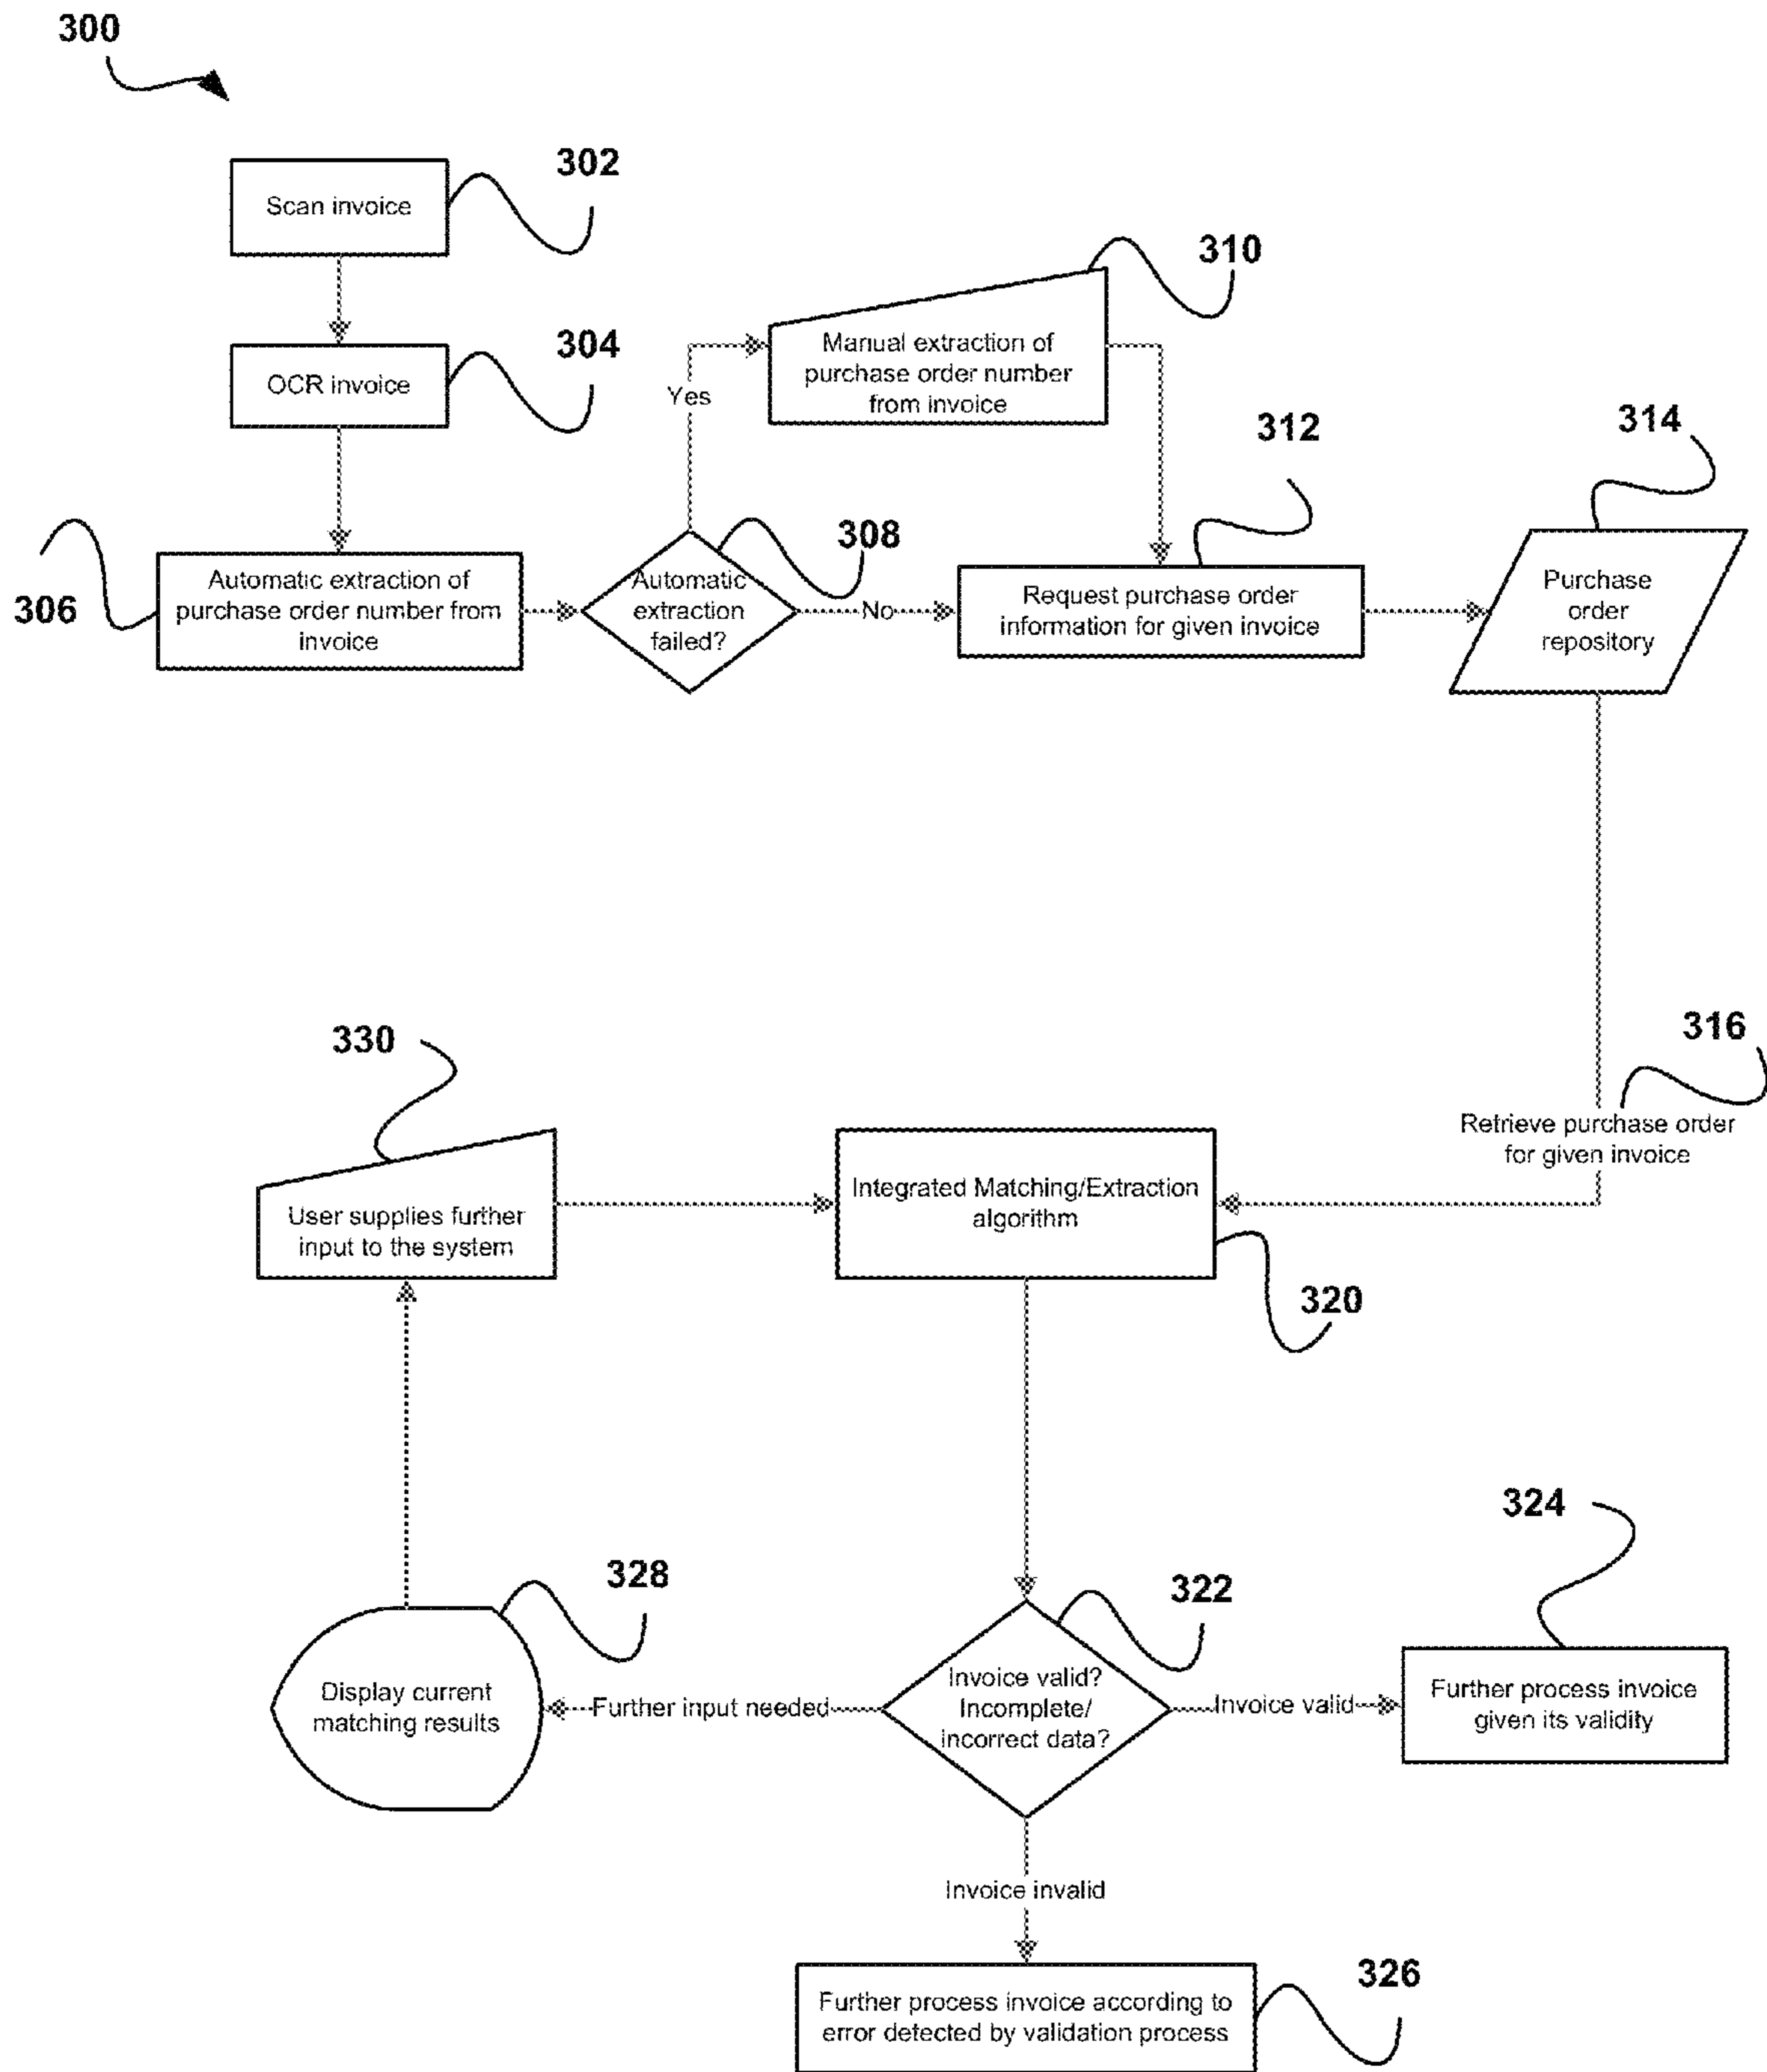 300
302
Scan invoice
304
OCR invoice
310
Manual extraction of
purchase order number
from invoice
Yes
306
Automatic extraction of
purchase order number from
invoice
308
Automatic
extraction
failed?
No
312
Request purchase order
information for given invoice
314
Purchase
order
repository
316
Retrieve purchase order
for given invoice
330
User supplies further
input to the system
Integrated Matching/Extraction
algorithm
320
322
Invoice valid?
Incomplete/
incorrect data?
Invoice valid
324
Further process invoice
given its validity
Further input needed
328
Display current
matching results
Invoice invalid
326
Further process invoice according to
error detected by validation process